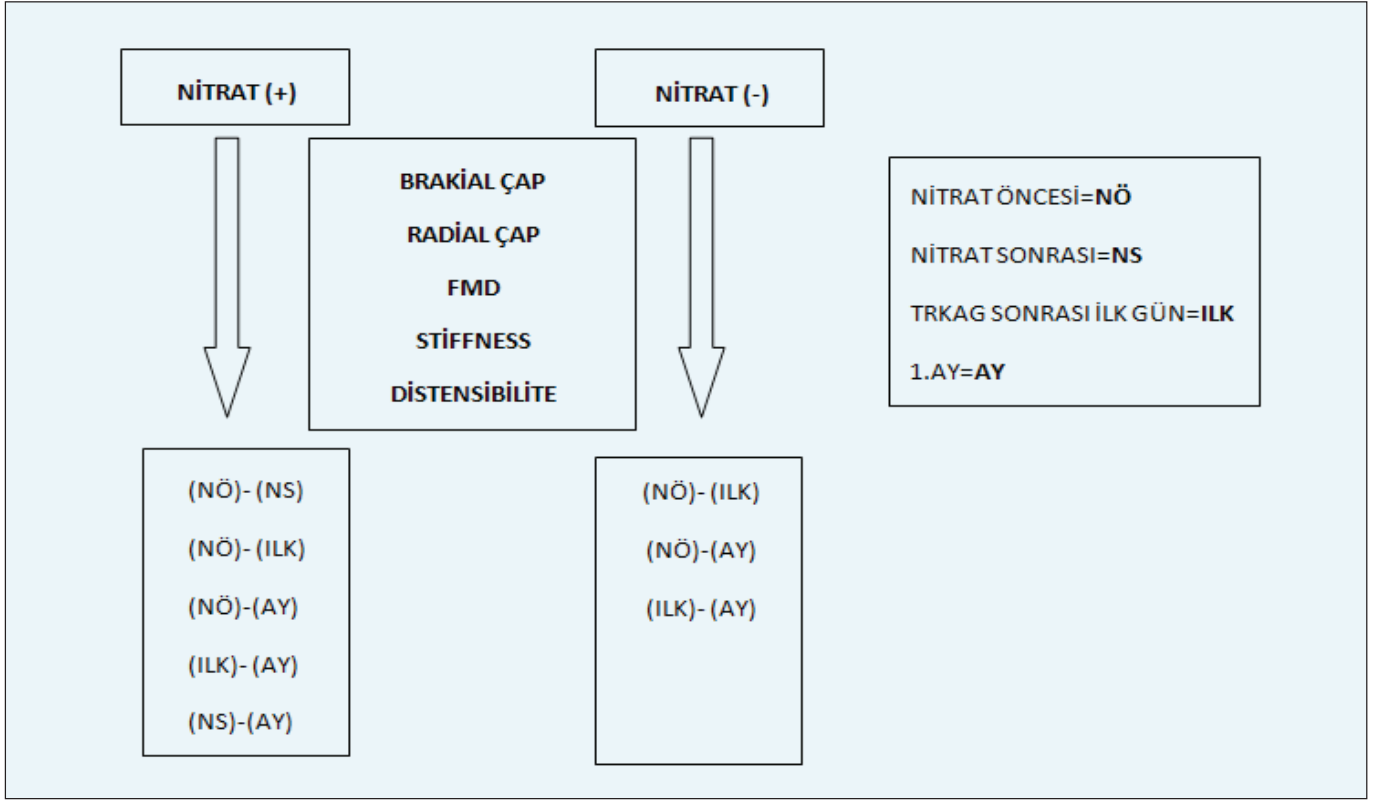 NİTRAT (+)
NİTRAT (-)
BRAKİAL ÇAP
RADİAL ÇAP
FMD
STİFFNESS
DİSTENSİBİLİTE
NİTRAT ÖNCESİ=NÖ
NİTRAT SONRASI=NS
TRKAG SONRASI İLK GÜN=ILK
1.AY=AY
(NÖ)- (NS)
(NÖ)- (ILK)
(NÖ)-(AY)
(ILK)- (AY)
(NS)-(AY)
(NÖ)- (ILK)
(NÖ)-(AY)
(ILK)- (AY)